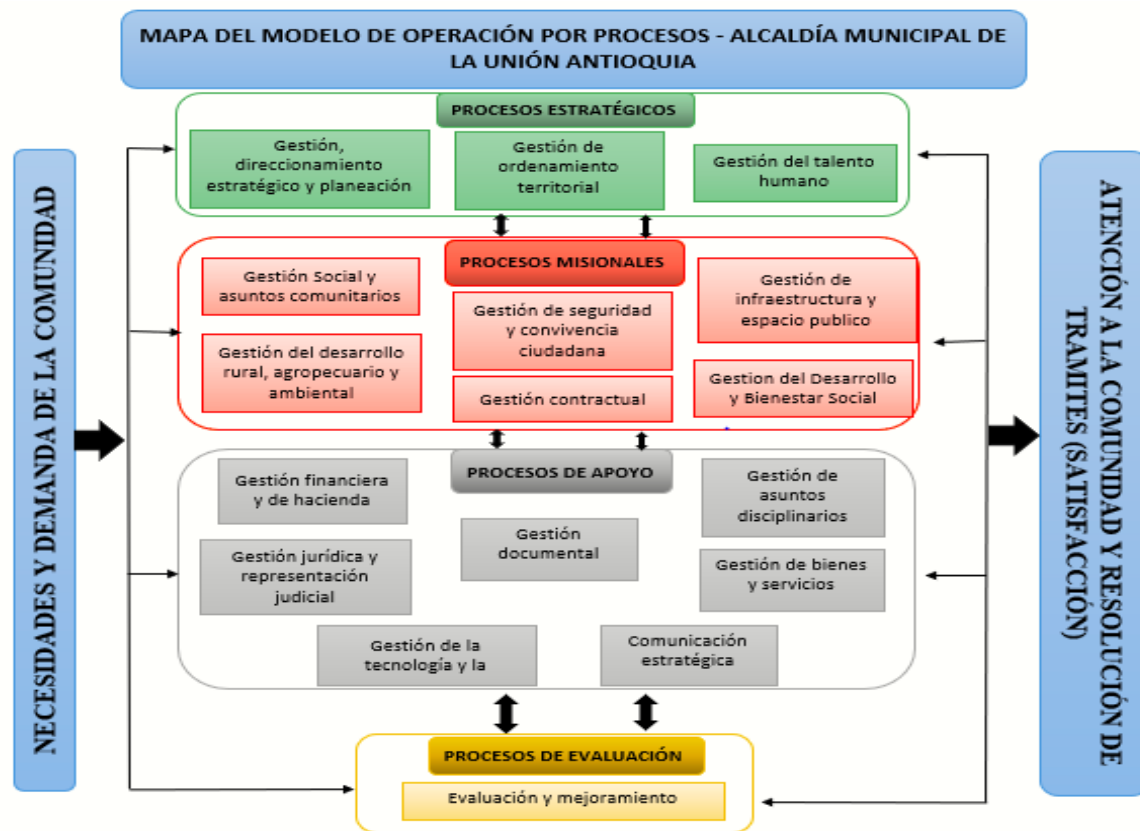 MAPA DEL MODELO DE OPERACIÓN POR PROCESOS - ALCALDÍA MUNICIPAL DE
LA UNIÓN ANTIOQUIA
NECESIDADES Y DEMANDA DE LA COMUNIDAD
PROCESOS ESTRATÉGICOS
Gestión,
direccionamiento
estratégico y planeación
Gestión de
ordenamiento
territorial
Gestión del talento
humano
PROCESOS MISIONALES
Gestión Social y
asuntos comunitarios
Gestión de seguridad
y convivencia
ciudadana
Gestión de
infraestructura y
espacio publico
Gestión del desarrollo
rural, agropecuario y
ambiental
Gestión contractual
Gestion del Desarrollo
y Bienestar Social
PROCESOS DE APOYO
Gestión financiera
y de hacienda
Gestión
documental
Gestión de
asuntos
disciplinarios
Gestión jurídica y
representación
judicial
Gestión de bienes
y servicios
Gestión de la
tecnología y la
Comunicación
estratégica
PROCESOS DE EVALUACIÓN
Evaluación y mejoramiento
ATENCIÓN A LA COMUNIDAD Y RESOLUCIÓN DE
TRAMITES (SATISFACCIÓN)